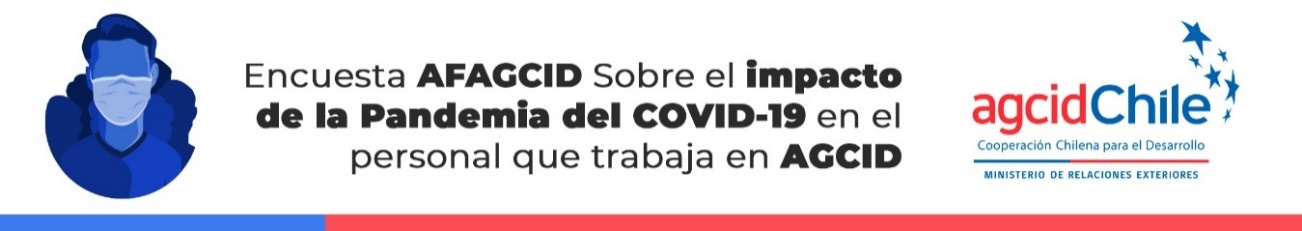 Encuesta AFAGCID Sobre el impacto
de la Pandemia del COVID-19 en el
personal que trabaja en AGCID
agcidChile
Cooperación Chilena para el Desarrollo
MINISTERIO DE RELACIONES EXTERIORES